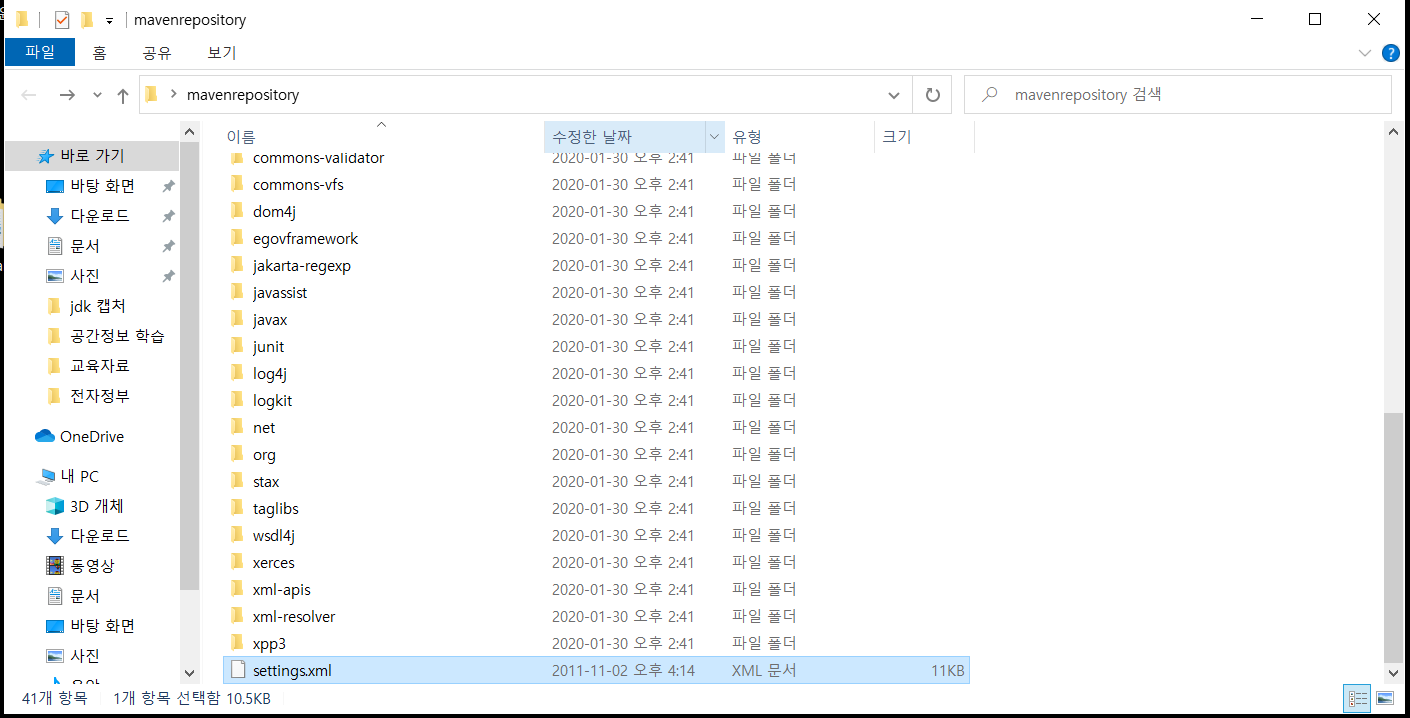 mavenrepository
파일 홈 공유 보기
mavenrepository
mavenrepository 검색
이름 수정한 날짜 유형 크기
commons-validator 2020-01-30 오후 2:41 파일 폴더
commons-vfs 2020-01-30 오후 2:41 파일 폴더
dom4j 2020-01-30 오후 2:41 파일 폴더
egovframework 2020-01-30 오후 2:41 파일 폴더
jakarta-regexp 2020-01-30 오후 2:41 파일 폴더
javassist 2020-01-30 오후 2:41 파일 폴더
javax 2020-01-30 오후 2:41 파일 폴더
junit 2020-01-30 오후 2:41 파일 폴더
log4j 2020-01-30 오후 2:41 파일 폴더
logkit 2020-01-30 오후 2:41 파일 폴더
net 2020-01-30 오후 2:41 파일 폴더
org 2020-01-30 오후 2:41 파일 폴더
stax 2020-01-30 오후 2:41 파일 폴더
taglibs 2020-01-30 오후 2:41 파일 폴더
wsdl4j 2020-01-30 오후 2:41 파일 폴더
xerces 2020-01-30 오후 2:41 파일 폴더
xml-apis 2020-01-30 오후 2:41 파일 폴더
xml-resolver 2020-01-30 오후 2:41 파일 폴더
xpp3 2020-01-30 오후 2:41 파일 폴더
settings.xml 2011-11-02 오후 4:14 XML 문서 11KB
바로 가기
바탕 화면
다운로드
문서
사진
jdk 캡처
공간정보 학습
교육자료
전자정부
OneDrive
내 PC
3D 개체
다운로드
동영상
문서
바탕 화면
사진
41개 항목 1개 항목 선택함 10.5KB